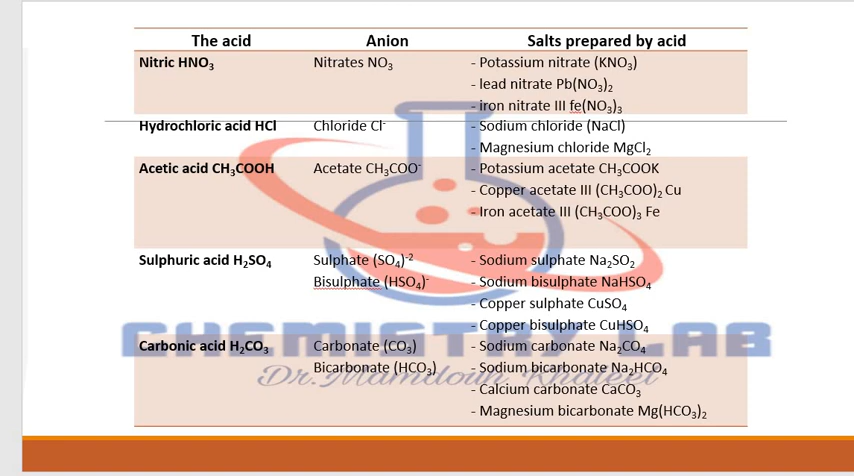 The acid Anion Salts prepared by acid
Nitric HNO₃ Nitrates NO₃ - Potassium nitrate (KNO₃)
- lead nitrate Pb(NO₃)₂
- iron nitrate III fe(NO₃)₃
Hydrochloric acid HCl Chloride Cl⁻ - Sodium chloride (NaCl)
- Magnesium chloride MgCl₂
Acetic acid CH₃COOH Acetate CH₃COO⁻ - Potassium acetate CH₃COOK
- Copper acetate III (CH₃COO)₂ Cu
- Iron acetate III (CH₃COO)₃ Fe
Sulphuric acid H₂SO₄ Sulphate (SO₄)⁻² - Sodium sulphate Na₂SO₂
Bisulphate (HSO₄)⁻ - Sodium bisulphate NaHSO₄
- Copper sulphate CuSO₄
- Copper bisulphate CuHSO₄
CHEMISTRY LAB
Carbonic acid H₂CO₃ Carbonate (CO₃) - Sodium carbonate Na₂CO₄
Bicarbonate (HCO₃) - Sodium bicarbonate Na₂HCO₄
Dr. Mamdouh Khaleel
- Calcium carbonate CaCO₃
- Magnesium bicarbonate Mg(HCO₃)₂